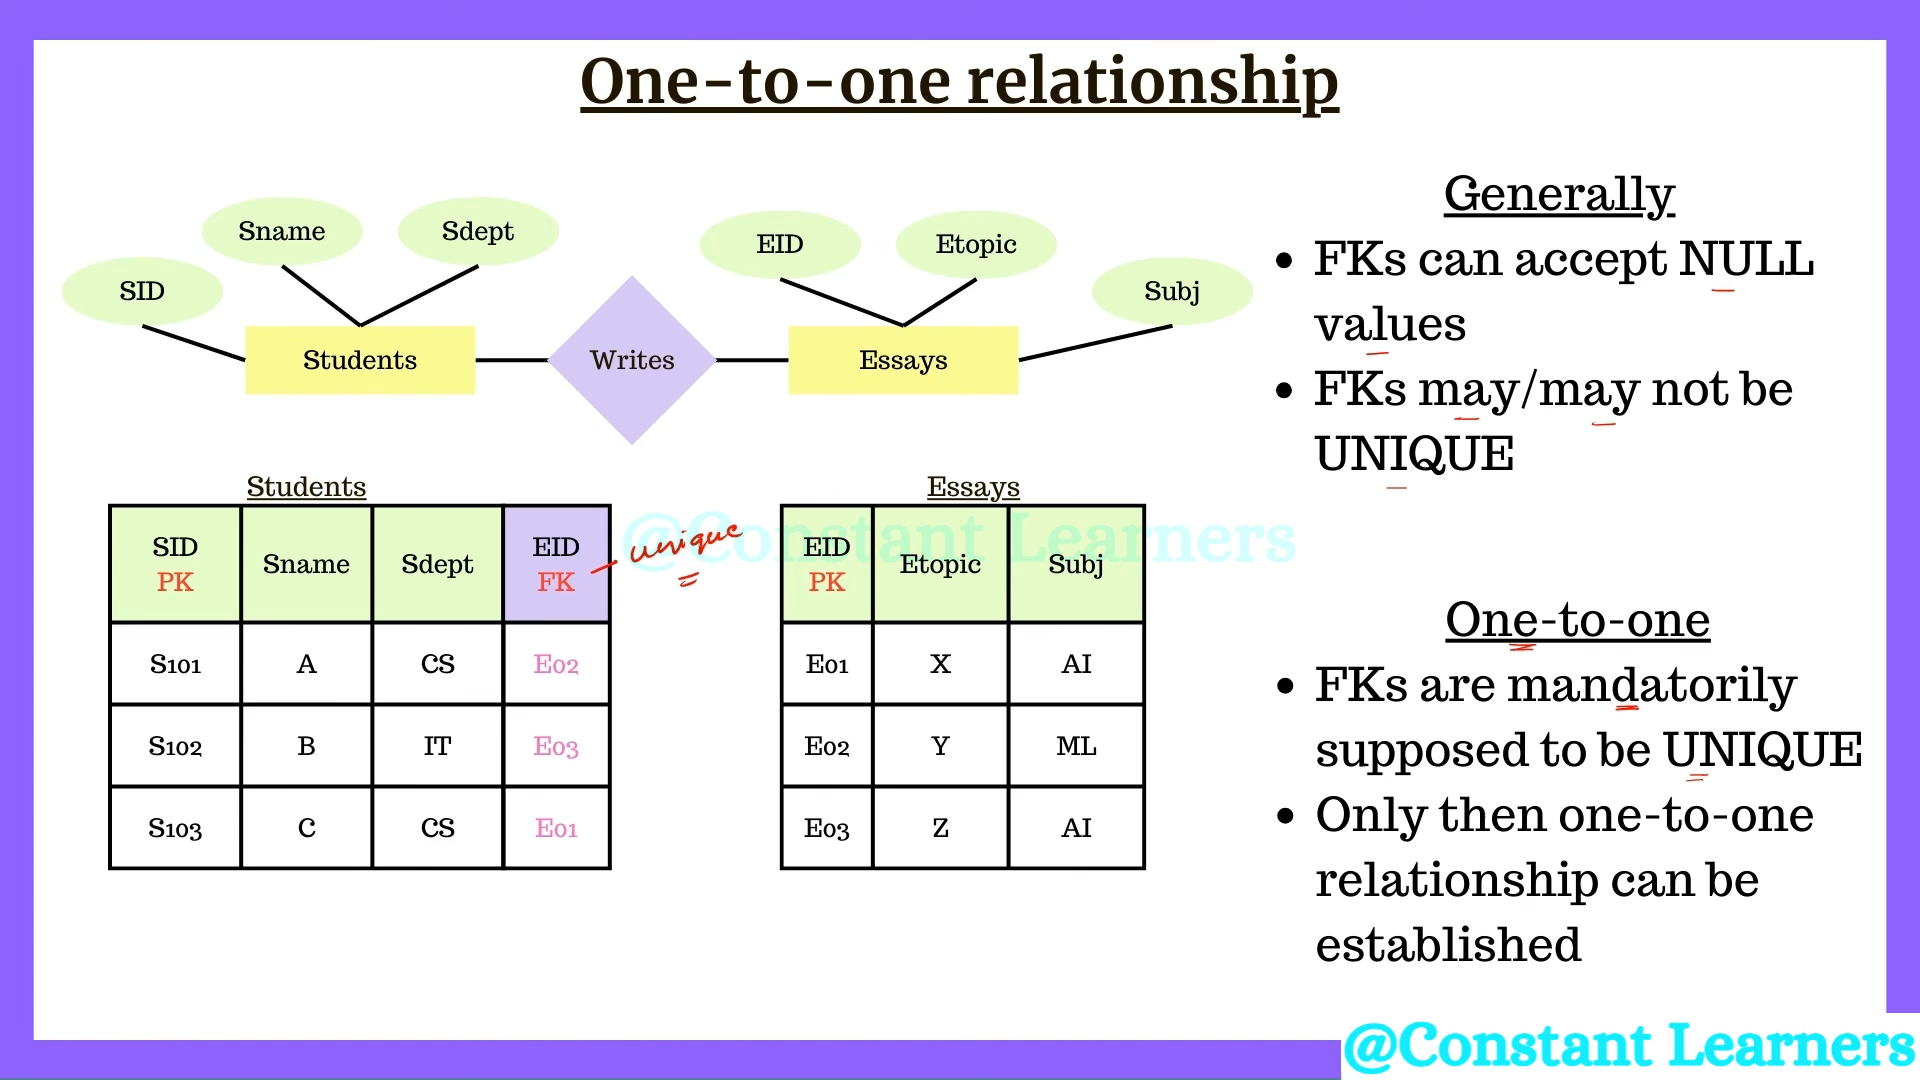 One-to-one relationship
Sname
Sdept
SID
EID
Etopic
Subj
Students
Writes
Essays
Generally
• FKs can accept NULL
values
• FKs may/may not be
UNIQUE
Students
SID PK Sname Sdept EID FK
S101 A CS E02
S102 B IT E03
S103 C CS E01
unique
Essays
EID PK Etopic Subj
E01 X AI
E02 Y ML
E03 Z AI
@Constant Learners
One-to-one
• FKs are mandatorily
supposed to be UNIQUE
• Only then one-to-one
relationship can be
established
@Constant Learners